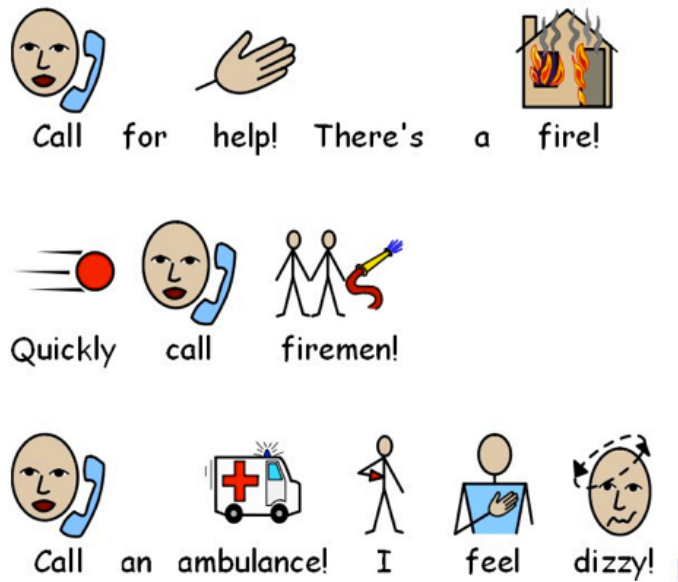 Call for help! There's a fire!
Quickly call firemen!
Call an ambulance! I feel dizzy!